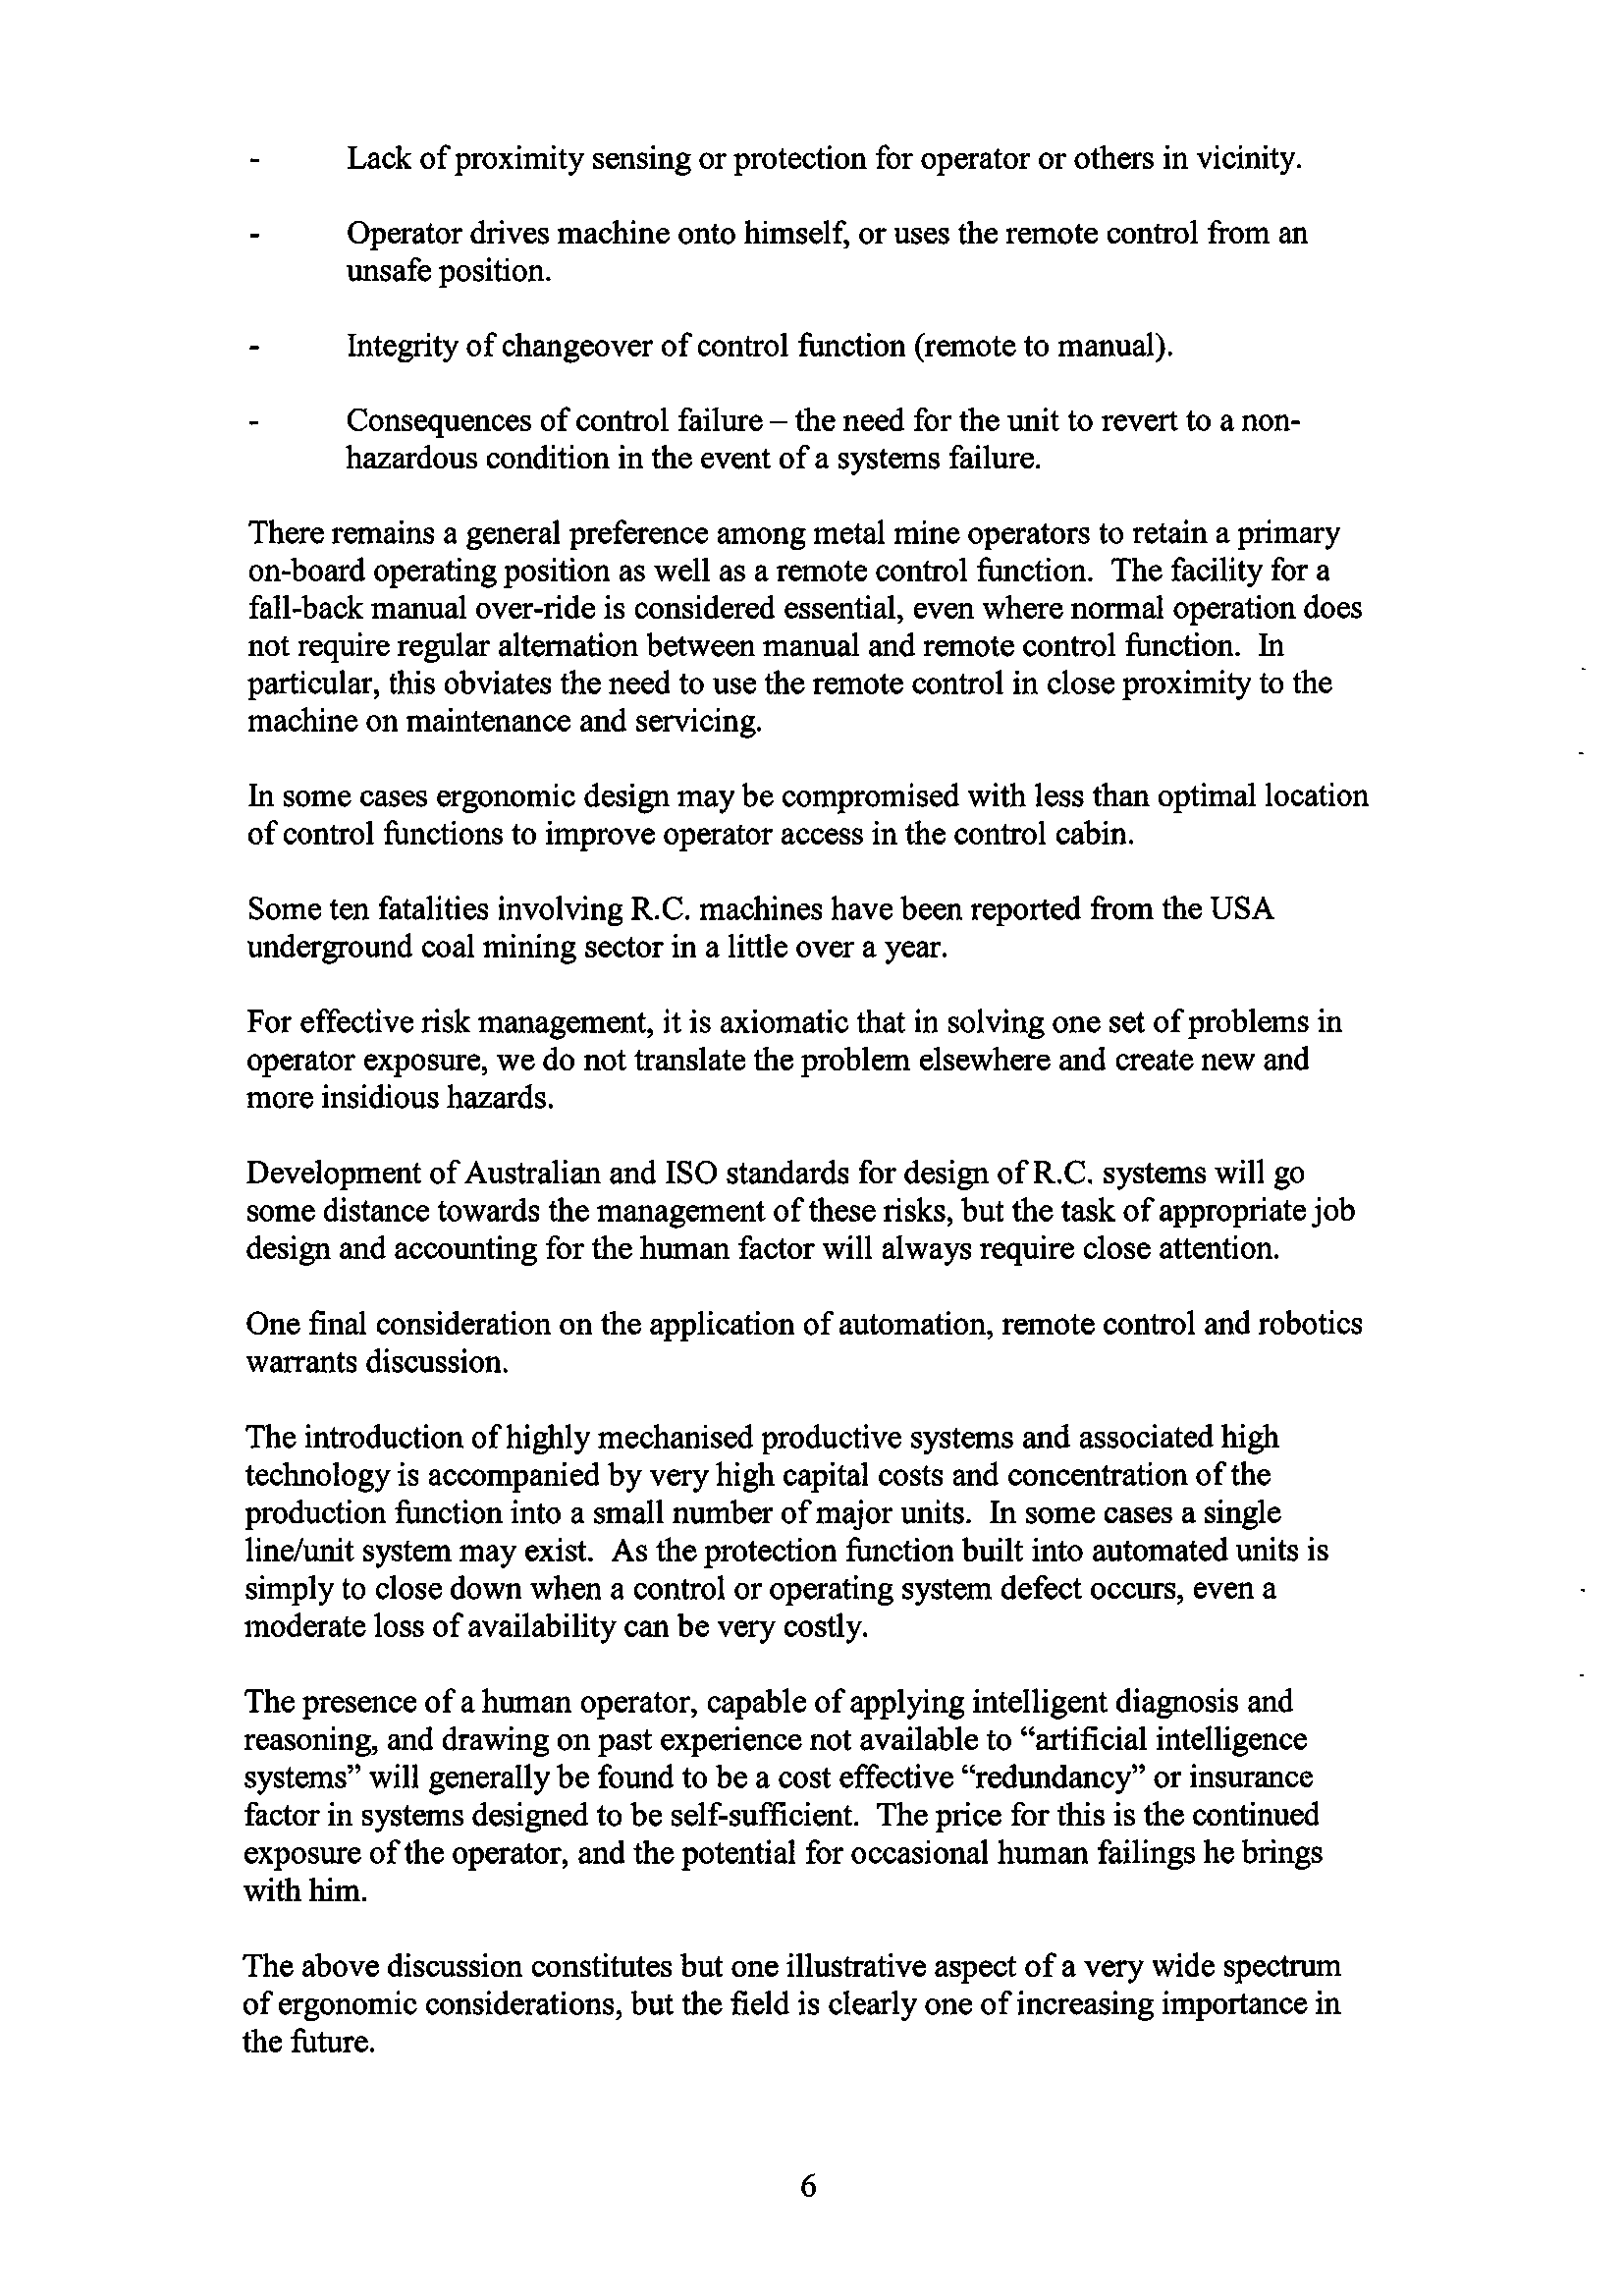 - Lack of proximity sensing or protection for operator or others in vicinity.
- Operator drives machine onto himself, or uses the remote control from an
unsafe position.
- Integrity of changeover of control function (remote to manual).
- Consequences of control failure – the need for the unit to revert to a non-
hazardous condition in the event of a systems failure.
There remains a general preference among metal mine operators to retain a primary
on-board operating position as well as a remote control function. The facility for a
fall-back manual over-ride is considered essential, even where normal operation does
not require regular alternation between manual and remote control function. In
particular, this obviates the need to use the remote control in close proximity to the
machine on maintenance and servicing.
In some cases ergonomic design may be compromised with less than optimal location
of control functions to improve operator access in the control cabin.
Some ten fatalities involving R.C. machines have been reported from the USA
underground coal mining sector in a little over a year.
For effective risk management, it is axiomatic that in solving one set of problems in
operator exposure, we do not translate the problem elsewhere and create new and
more insidious hazards.
Development of Australian and ISO standards for design of R.C. systems will go
some distance towards the management of these risks, but the task of appropriate job
design and accounting for the human factor will always require close attention.
One final consideration on the application of automation, remote control and robotics
warrants discussion.
The introduction of highly mechanised productive systems and associated high
technology is accompanied by very high capital costs and concentration of the
production function into a small number of major units. In some cases a single
line/unit system may exist. As the protection function built into automated units is
simply to close down when a control or operating system defect occurs, even a
moderate loss of availability can be very costly.
The presence of a human operator, capable of applying intelligent diagnosis and
reasoning, and drawing on past experience not available to “artificial intelligence
systems” will generally be found to be a cost effective “redundancy” or insurance
factor in systems designed to be self-sufficient. The price for this is the continued
exposure of the operator, and the potential for occasional human failings he brings
with him.
The above discussion constitutes but one illustrative aspect of a very wide spectrum
of ergonomic considerations, but the field is clearly one of increasing importance in
the future.
6